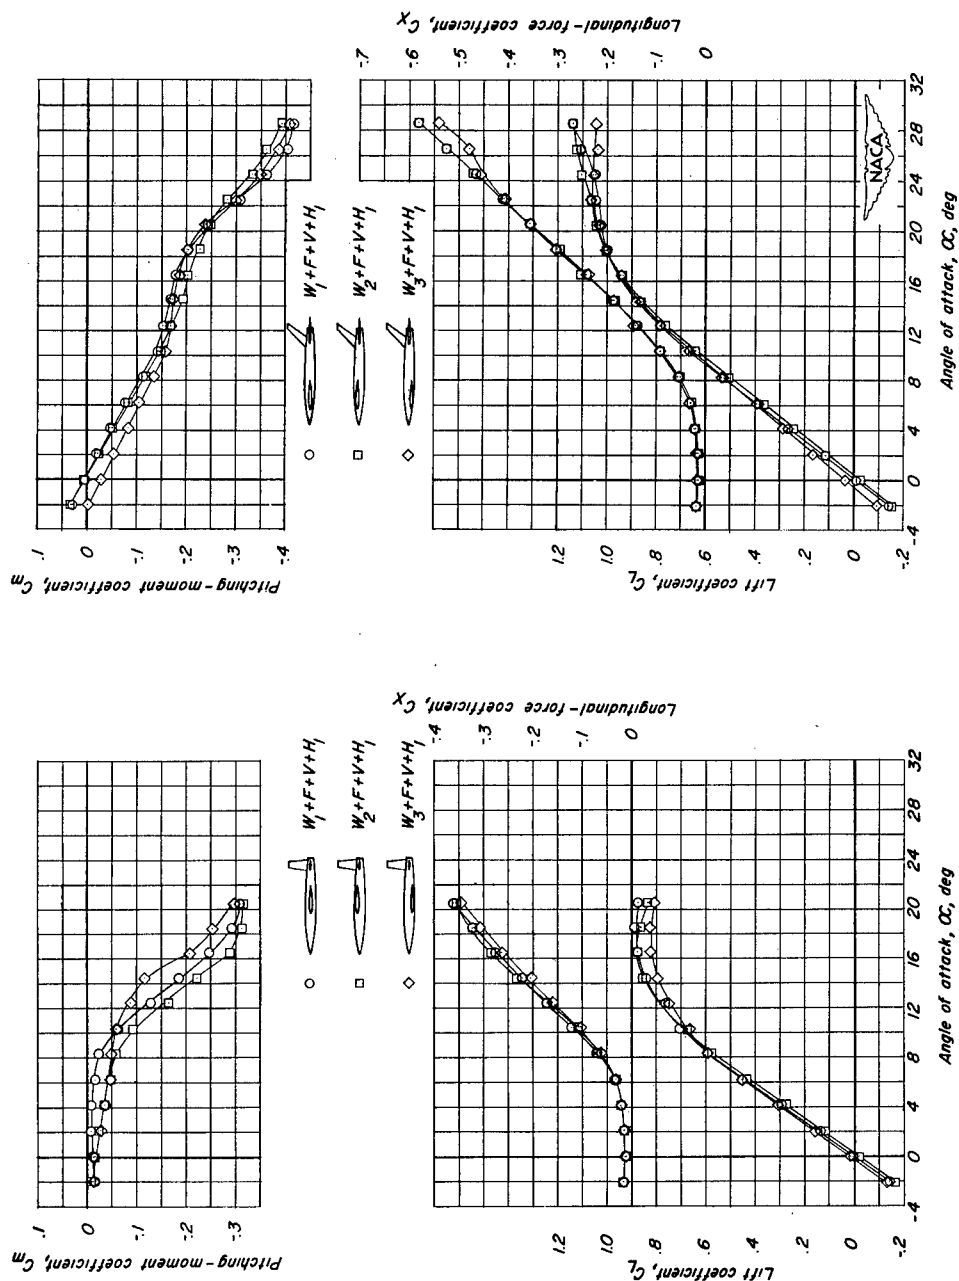 Pitching-moment coefficient, Cm
.1
0
-.1
-.2
-.3
W1+F+V+H1
W2+F+V+H1
W3+F+V+H1
Longitudinal-force coefficient, CX
-.4
-.3
-.2
-.1
0
Lift coefficient, CL
1.2
1.0
.8
.6
.4
.2
0
-.2
-4 0 4 8 12 16 20 24 28 32
Angle of attack, α, deg
Pitching-moment coefficient, Cm
.1
0
-.1
-.2
-.3
-.4
W1+F+V+H1
W2+F+V+H1
W3+F+V+H1
Longitudinal-force coefficient, CX
-.7
-.6
-.5
-.4
-.3
-.2
-.1
0
Lift coefficient, CL
1.2
1.0
.8
.6
.4
.2
0
-.2
NACA
-4 0 4 8 12 16 20 24 28 32
Angle of attack, α, deg